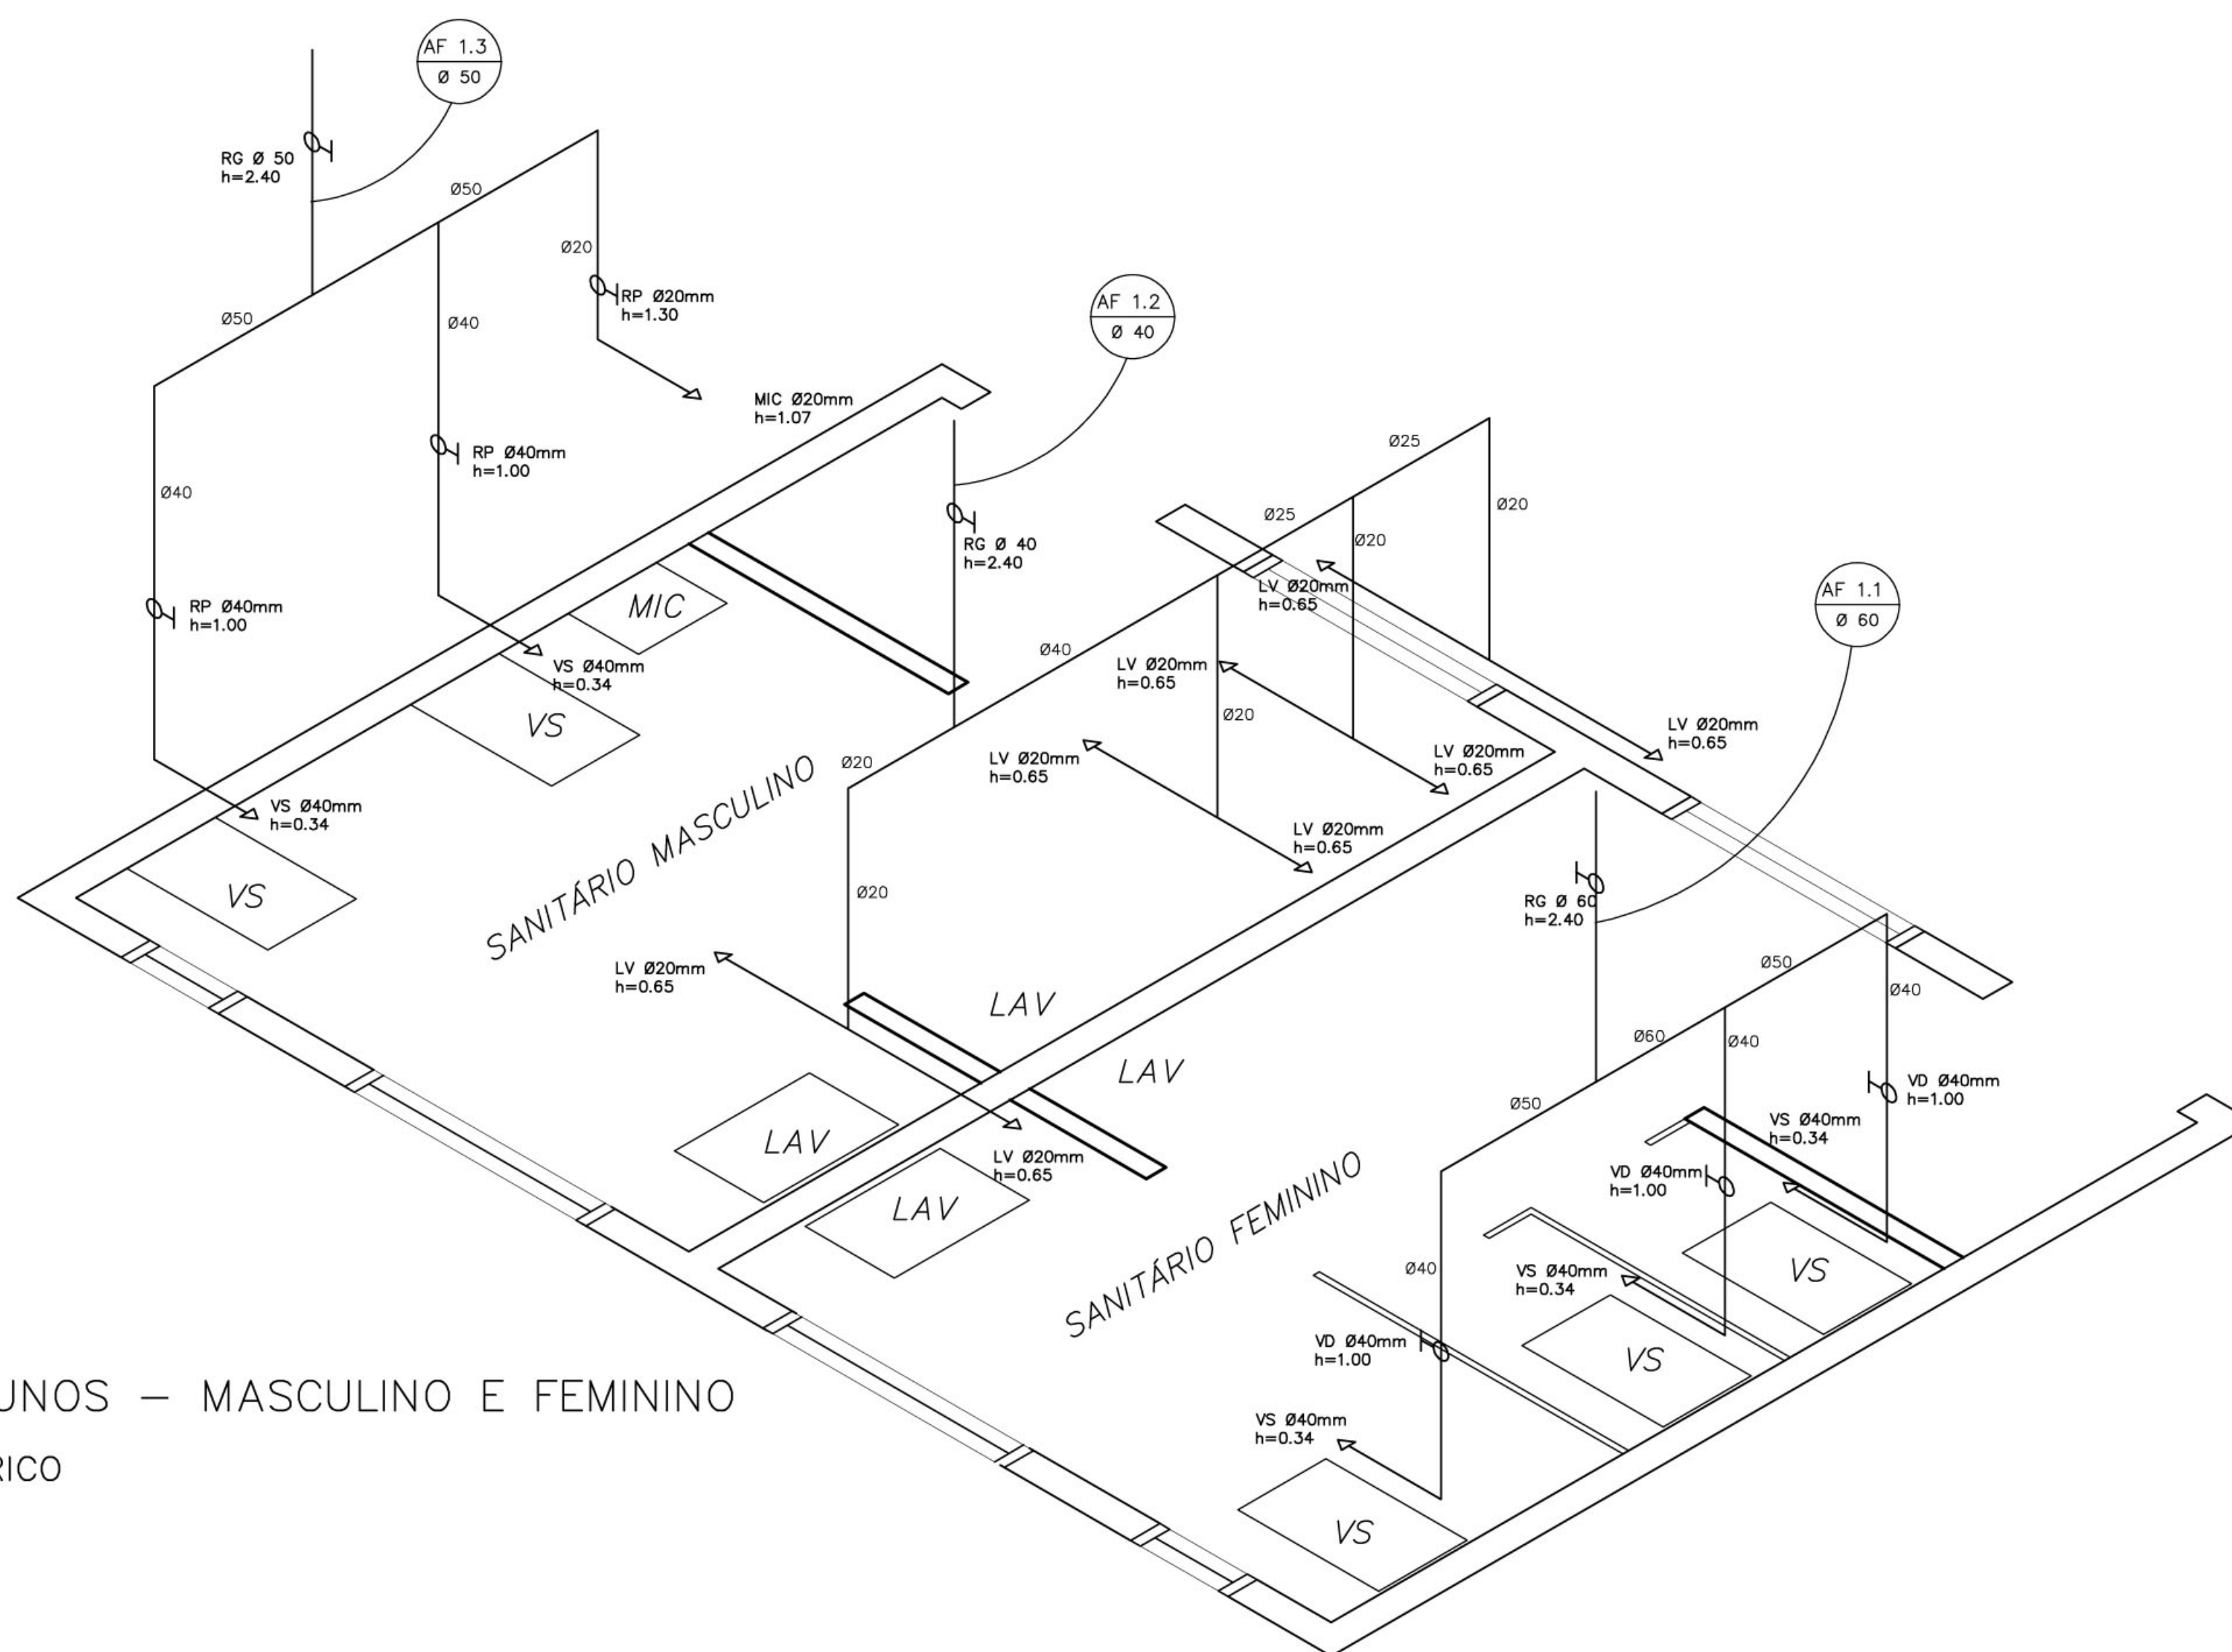 AF 1.3
Ø 50
RG Ø 50
h=2.40
Ø50
Ø20
RP Ø20mm
h=1.30
AF 1.2
Ø 40
Ø50
Ø40
MIC Ø20mm
h=1.07
RP Ø40mm
h=1.00
Ø25
Ø40
Ø25
Ø20
Ø20
RG Ø 40
h=2.40
LV Ø20mm
h=0.65
AF 1.1
Ø 60
RP Ø40mm
h=1.00
MIC
VS Ø40mm
h=0.34
Ø40
LV Ø20mm
h=0.65
Ø20
VS
LV Ø20mm
h=0.65
LV Ø20mm
h=0.65
Ø20
LV Ø20mm
h=0.65
VS Ø40mm
h=0.34
LV Ø20mm
h=0.65
SANITÁRIO MASCULINO
VS
Ø20
RG Ø 60
h=2.40
LV Ø20mm
h=0.65
Ø50
Ø40
LAV
Ø60
Ø40
LAV
Ø50
VD Ø40mm
h=1.00
VS Ø40mm
h=0.34
LAV
LV Ø20mm
h=0.65
VD Ø40mm
h=1.00
LAV
SANITÁRIO FEMININO
Ø40
VS Ø40mm
h=0.34
VS
VD Ø40mm
h=1.00
VS
UNOS – MASCULINO E FEMININO
VS Ø40mm
h=0.34
RICO
VS